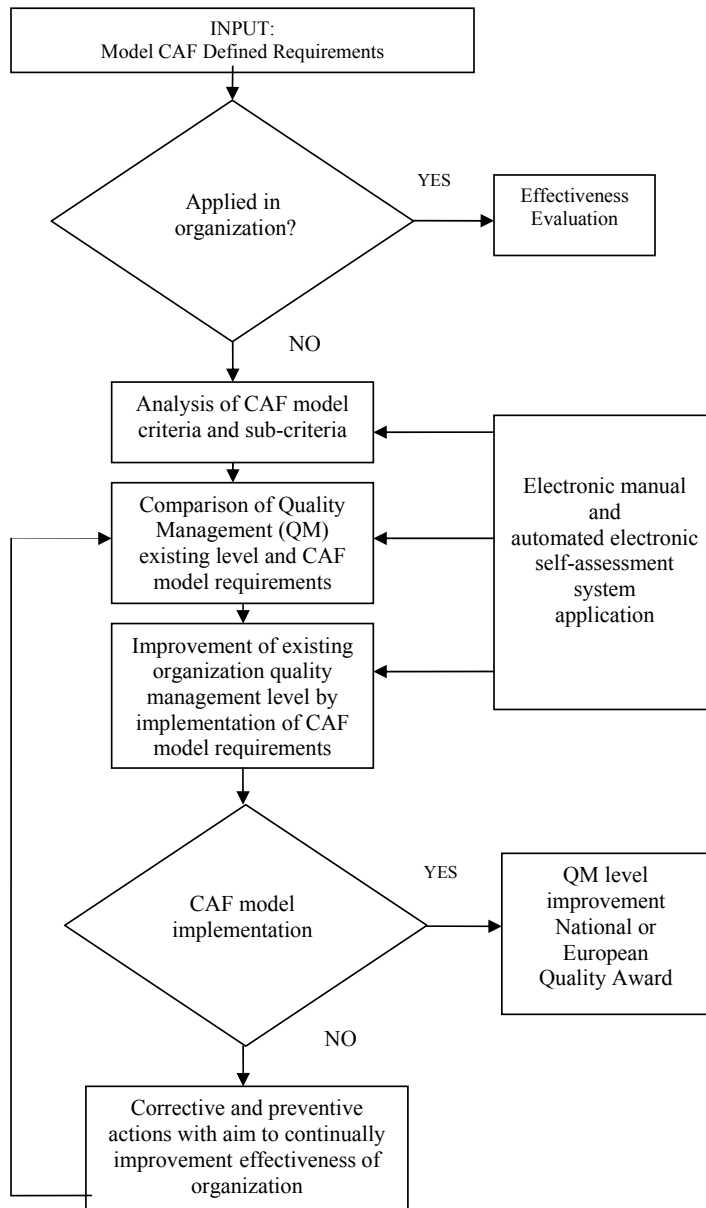 INPUT:
Model CAF Defined Requirements
Applied in
organization?
YES
Effectiveness
Evaluation
NO
Analysis of CAF model
criteria and sub-criteria
Comparison of Quality
Management (QM)
existing level and CAF
model requirements
Electronic manual
and
automated electronic
self-assessment
system
application
Improvement of existing
organization quality
management level by
implementation of CAF
model requirements
CAF model
implementation
YES
QM level
improvement
National or
European
Quality Award
NO
Corrective and preventive
actions with aim to continually
improvement effectiveness of
organization